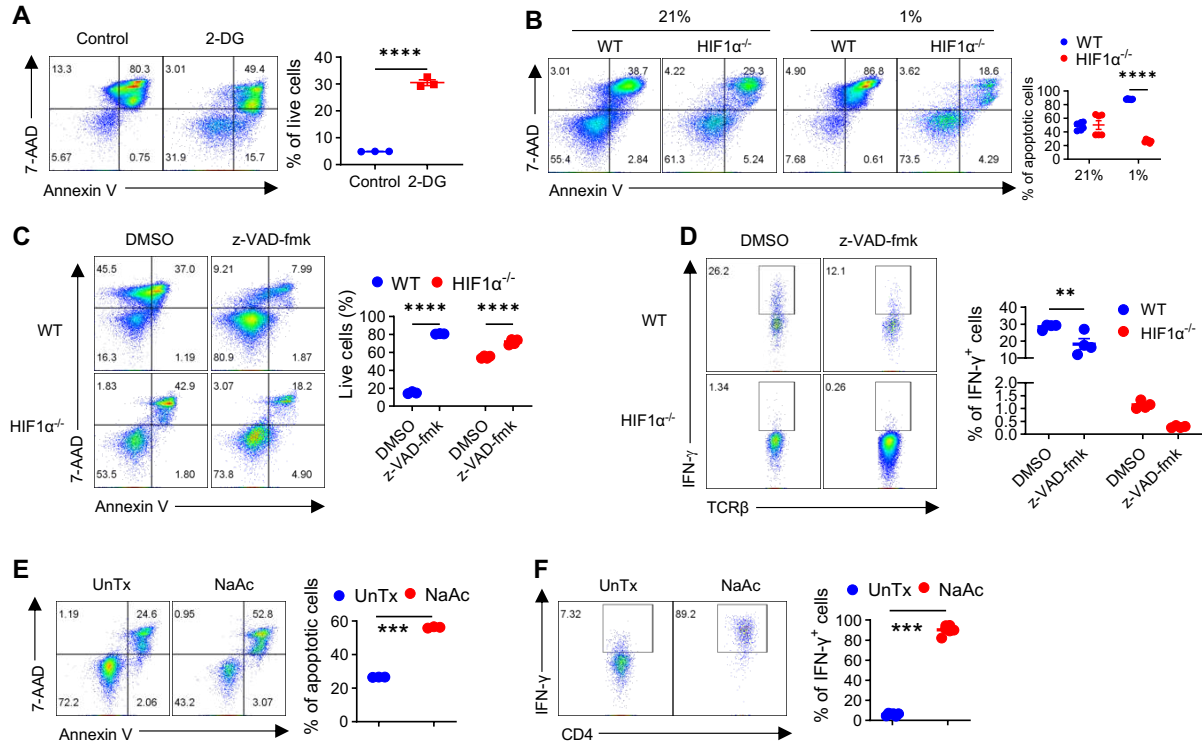 A
Control 2-DG
13.3 80.3 3.01 49.4
5.67 0.75 31.9 15.7
7-AAD
Annexin V
% of live cells
40
30
20
10
0
****
Control 2-DG
B
21% 1%
WT HIF1α-/- WT HIF1α-/-
3.01 38.7 4.22 29.3 4.90 86.8 3.62 18.6
55.4 2.84 61.3 5.24 7.68 0.61 73.5 4.29
7-AAD
Annexin V
WT
HIF1α-/-
% of apoptotic cells
100
80
60
40
20
0
****
21% 1%
C
DMSO z-VAD-fmk
WT
45.5 37.0 9.21 7.99
16.3 1.19 80.9 1.87
HIF1α-/-
1.83 42.9 3.07 18.2
53.5 1.80 73.8 4.90
7-AAD
Annexin V
WT HIF1α-/-
Live cells (%)
100
80
60
40
20
0
**** ****
DMSO z-VAD-fmk DMSO z-VAD-fmk
D
DMSO z-VAD-fmk
WT
26.2 12.1
HIF1α-/-
1.34 0.26
IFN-γ
TCRβ
WT
HIF1α-/-
% of IFN-γ+ cells
40
30
20
10
1.0
0.5
0.0
**
DMSO z-VAD-fmk DMSO z-VAD-fmk
E
UnTx NaAc
1.19 24.6 0.95 52.8
72.2 2.06 43.2 3.07
7-AAD
Annexin V
UnTx NaAc
% of apoptotic cells
60
40
20
0
***
F
UnTx NaAc
7.32 89.2
IFN-γ
CD4
UnTx NaAc
% of IFN-γ+ cells
100
80
60
40
20
0
***